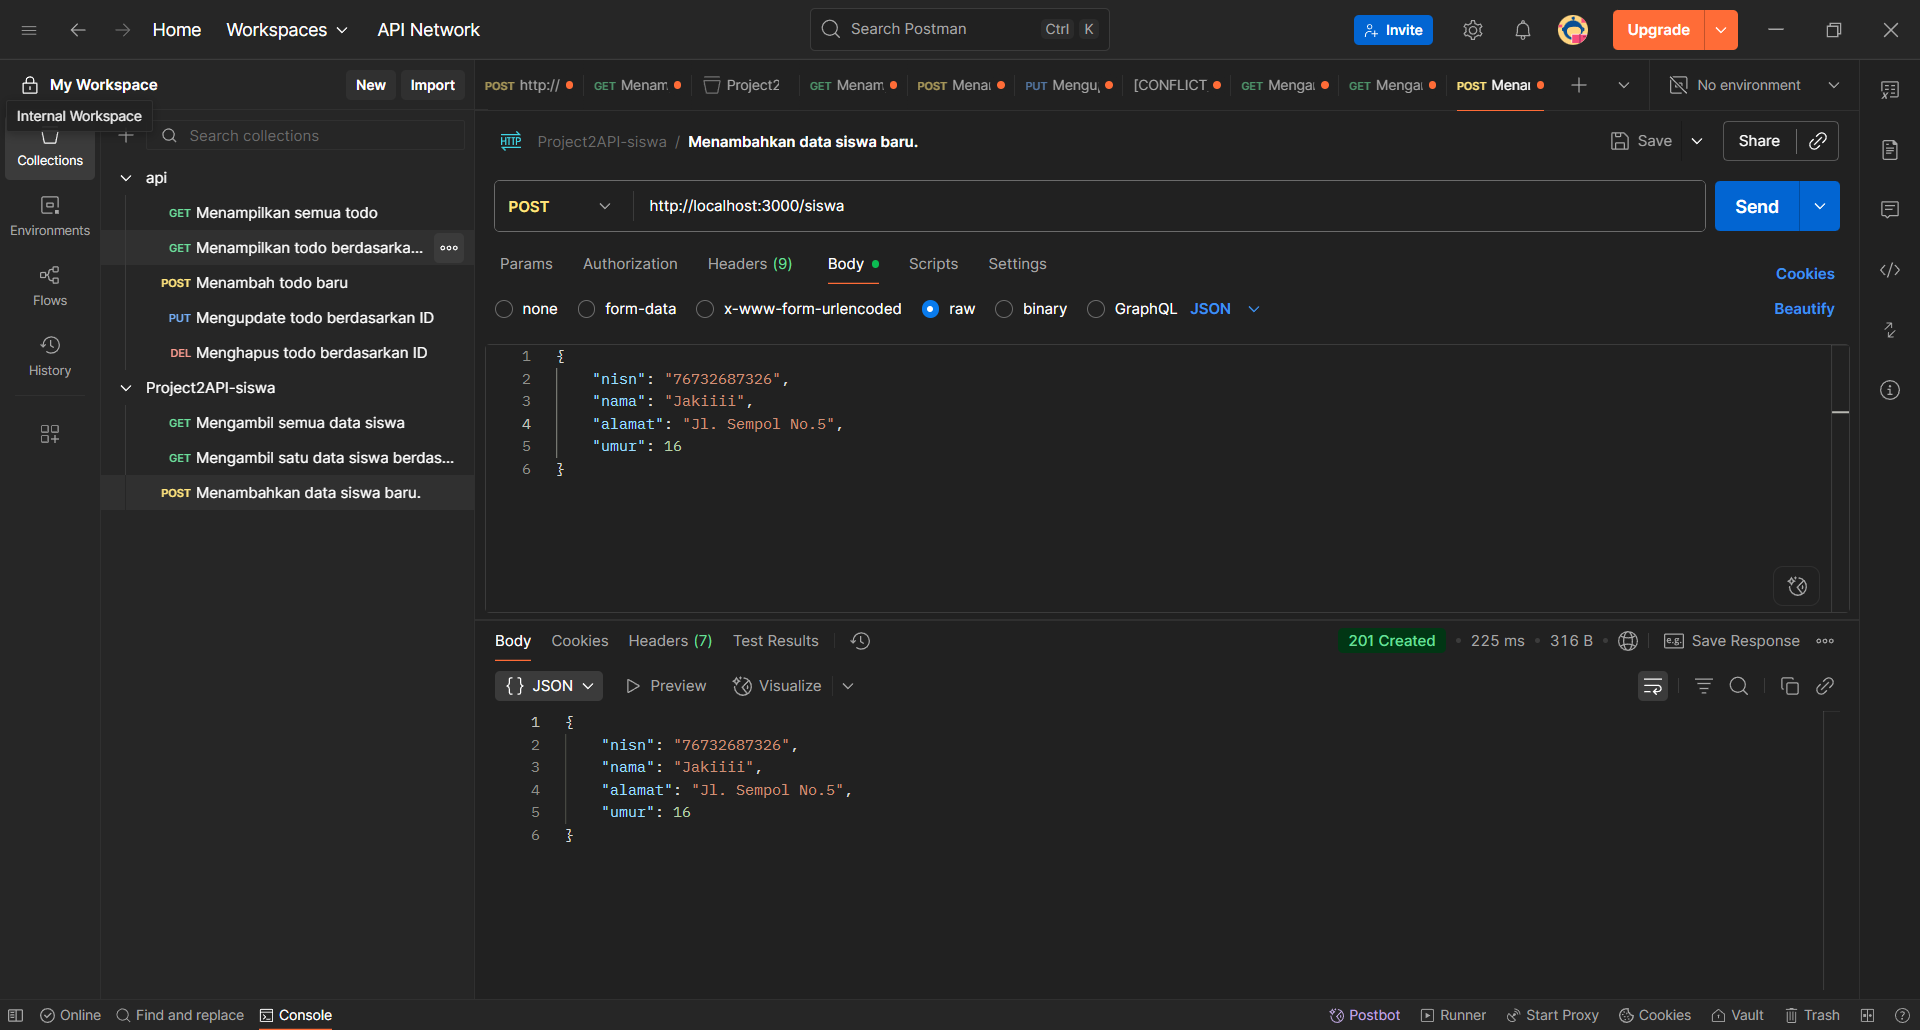 Home Workspaces API Network Search Postman Ctrl K Invite Upgrade
My Workspace New Import
Internal Workspace
POST http:// GET Menam Project2 GET Menam POST Menai PUT Mengu [CONFLICT GET Mengai GET Mengai POST Menai No environment
Search collections
Collections
Environments
Flows
History
api
GET Menampilkan semua todo
GET Menampilkan todo berdasarka...
POST Menambah todo baru
PUT Mengupdate todo berdasarkan ID
DEL Menghapus todo berdasarkan ID
Project2API-siswa
GET Mengambil semua data siswa
GET Mengambil satu data siswa berdas...
POST Menambahkan data siswa baru.
HTTP Project2API-siswa / Menambahkan data siswa baru. Save Share
POST http://localhost:3000/siswa Send
Params Authorization Headers (9) Body Scripts Settings Cookies
none form-data x-www-form-urlencoded raw binary GraphQL JSON Beautify
1 {
2 "nisn": "76732687326",
3 "nama": "Jakiiii",
4 "alamat": "Jl. Sempol No.5",
5 "umur": 16
6 }
Body Cookies Headers (7) Test Results 201 Created 225 ms 316 B e.g. Save Response
{} JSON Preview Visualize
1 {
2 "nisn": "76732687326",
3 "nama": "Jakiiii",
4 "alamat": "Jl. Sempol No.5",
5 "umur": 16
6 }
Online Find and replace Console Postbot Runner Start Proxy Cookies Vault Trash